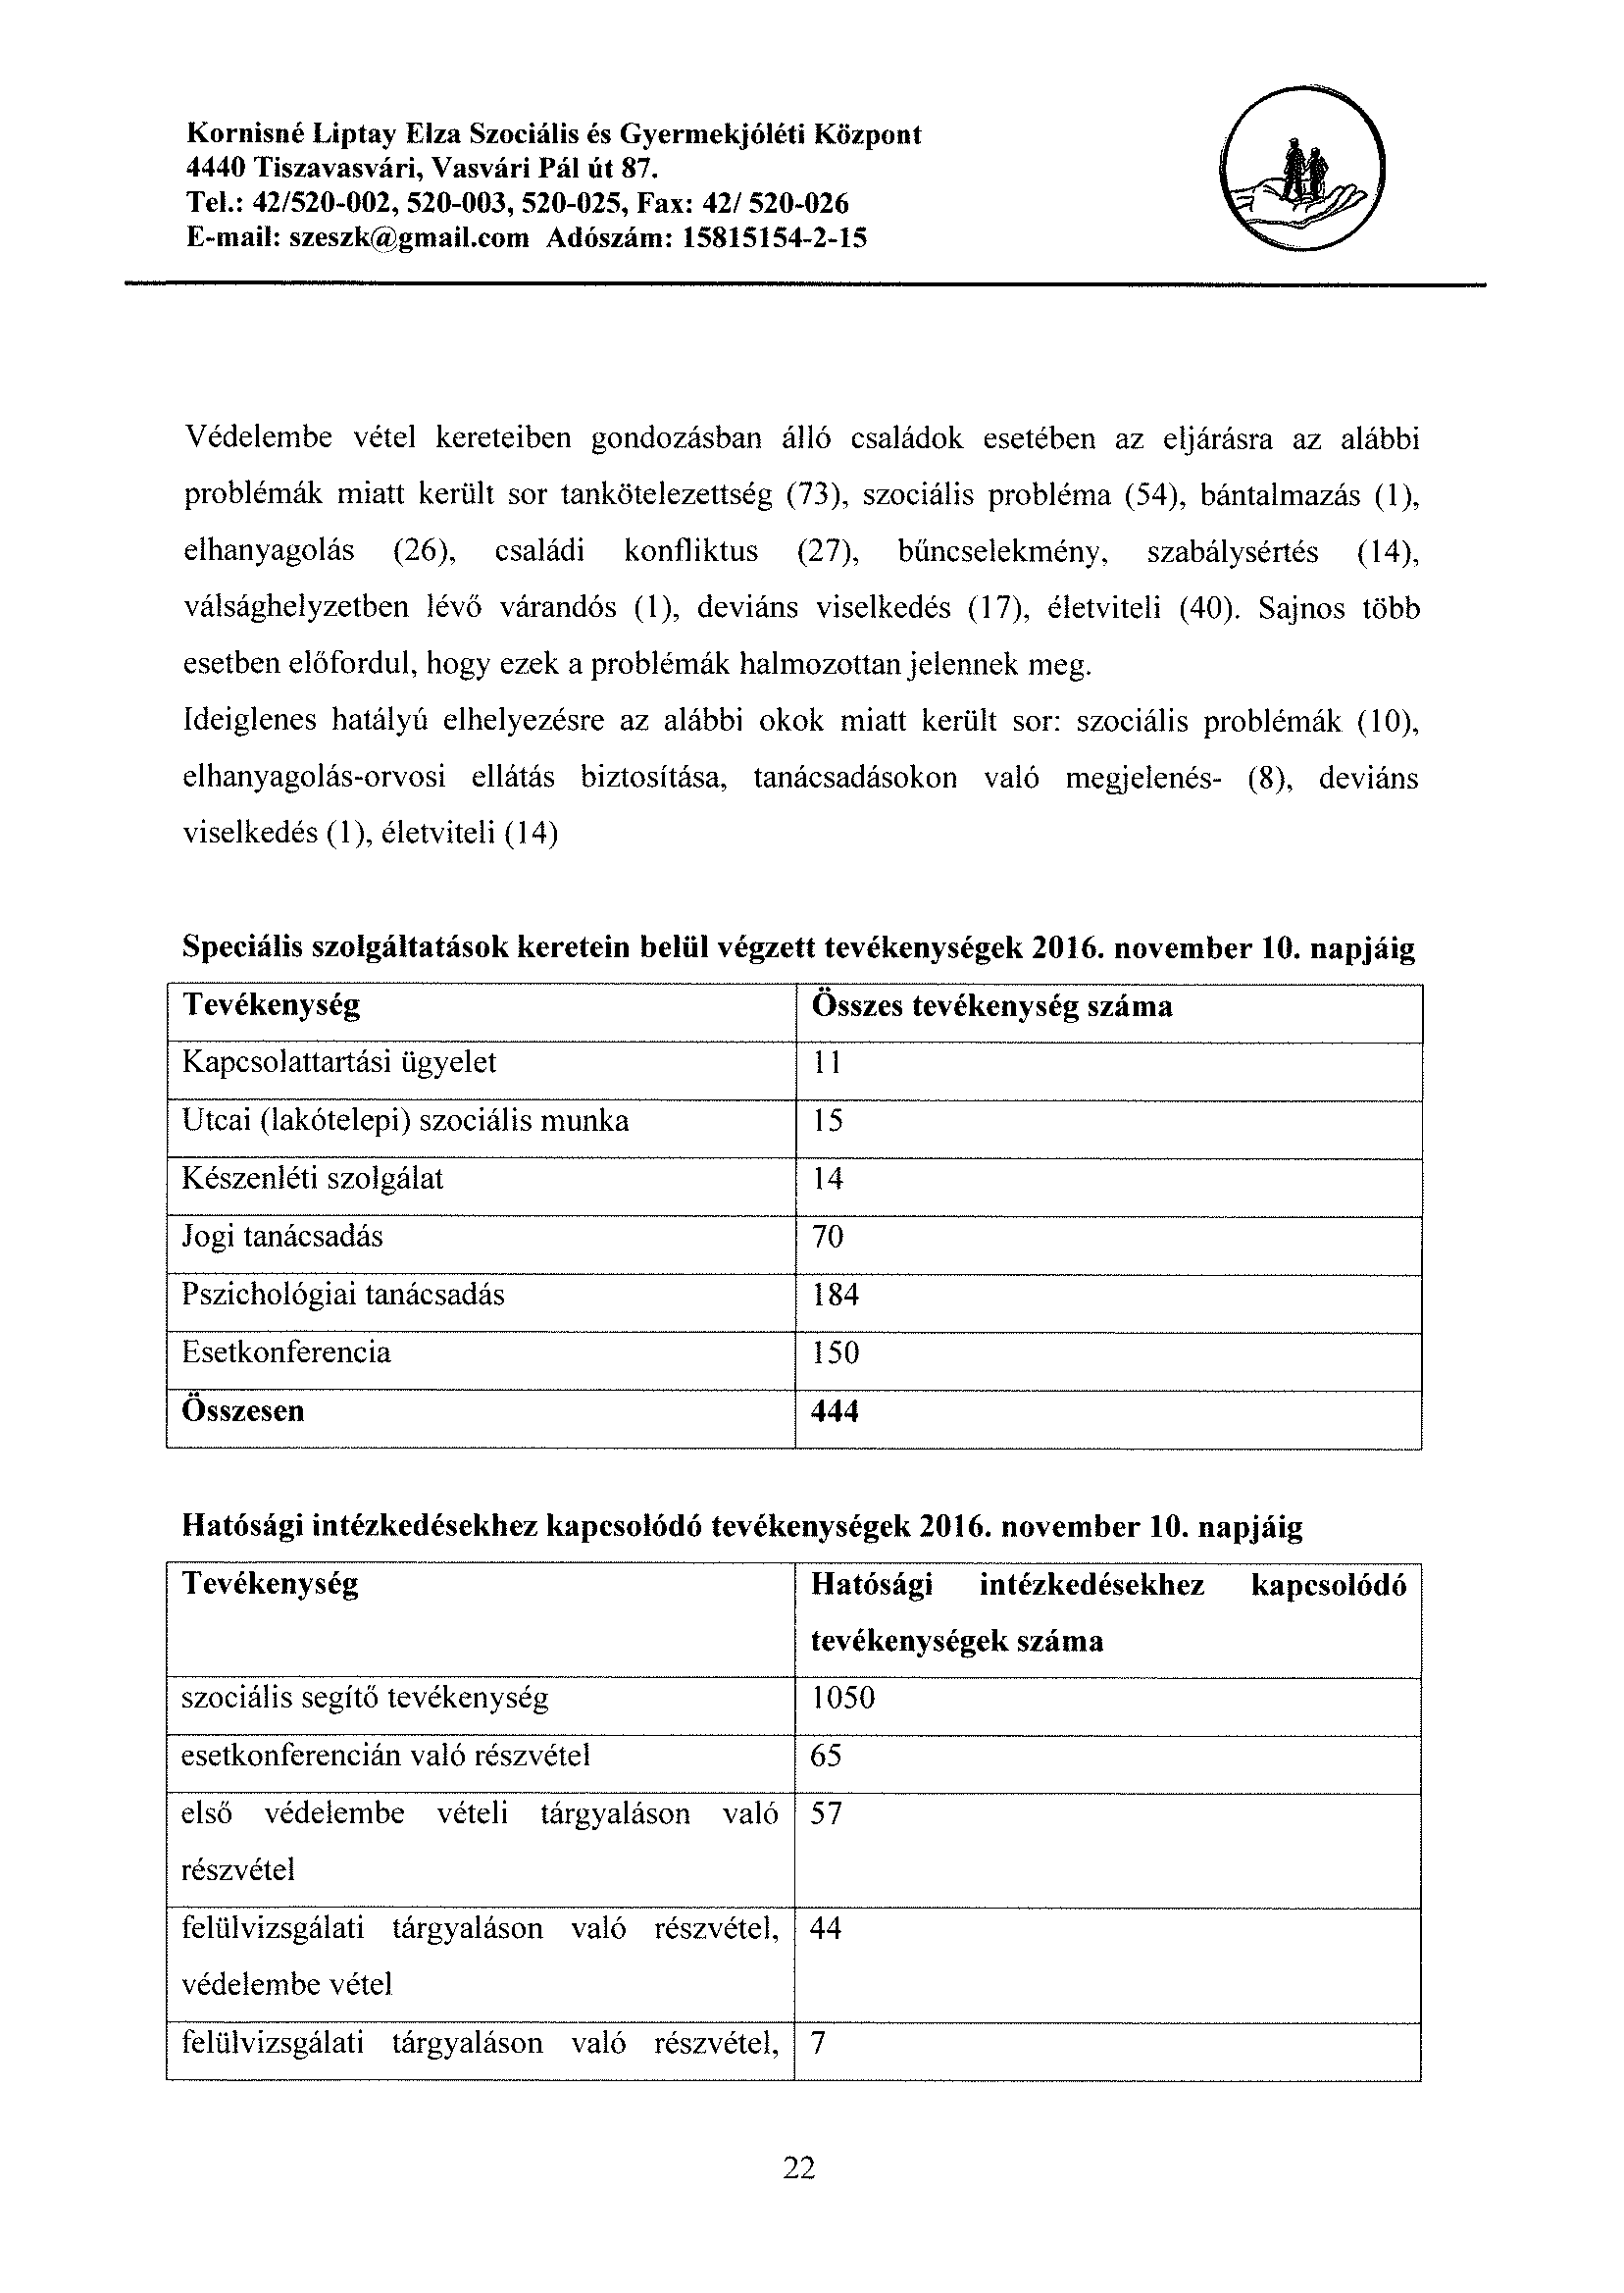 Kornisné Liptay Elza Szociális és Gyermekjóléti Központ
4440 Tiszavasvári, Vasvári Pál út 87.
Tel.: 42/520-002, 520-003, 520-025, Fax: 42/ 520-026
E-mail: szeszk@gmail.com Adószám: 15815154-2-15
Védelembe vétel kereteiben gondozásban álló családok esetében az eljárásra az alábbi
problémák miatt került sor tankötelezettség (73), szociális probléma (54), bántalmazás (1),
elhanyagolás (26), családi konfliktus (27), bűncselekmény, szabálysértés (14),
válsághelyzetben lévő várandós (1), deviáns viselkedés (17), életviteli (40). Sajnos több
esetben előfordul, hogy ezek a problémák halmozottan jelennek meg.
Ideiglenes hatályú elhelyezésre az alábbi okok miatt került sor: szociális problémák (10),
elhanyagolás-orvosi ellátás biztosítása, tanácsadásokon való megjelenés- (8), deviáns
viselkedés (1), életviteli (14)
Speciális szolgáltatások keretein belül végzett tevékenységek 2016. november 10. napjáig
Tevékenység Összes tevékenység száma
Kapcsolattartási ügyelet 11
Utcai (lakótelepi) szociális munka 15
Készenléti szolgálat 14
Jogi tanácsadás 70
Pszichológiai tanácsadás 184
Esetkonferencia 150
Összesen 444
Hatósági intézkedésekhez kapcsolódó tevékenységek 2016. november 10. napjáig
Tevékenység Hatósági intézkedésekhez kapcsolódó
tevékenységek száma
szociális segítő tevékenység 1050
esetkonferencián való részvétel 65
első védelembe vételi tárgyaláson való 57
részvétel
felülvizsgálati tárgyaláson való részvétel, 44
védelembe vétel
felülvizsgálati tárgyaláson való részvétel, 7
22